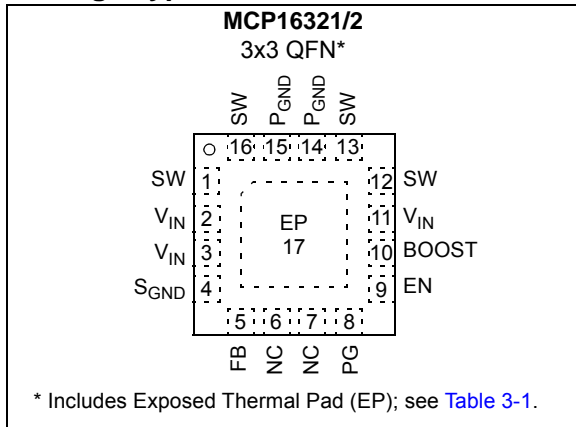 MCP16321/2
3x3 QFN*
SW PGND PGND SW
16 15 14 13
SW 1 12 SW
VIN 2 11 VIN
EP
VIN 3 17 10 BOOST
SGND 4 9 EN
5 6 7 8
FB NC NC PG
* Includes Exposed Thermal Pad (EP); see Table 3-1.